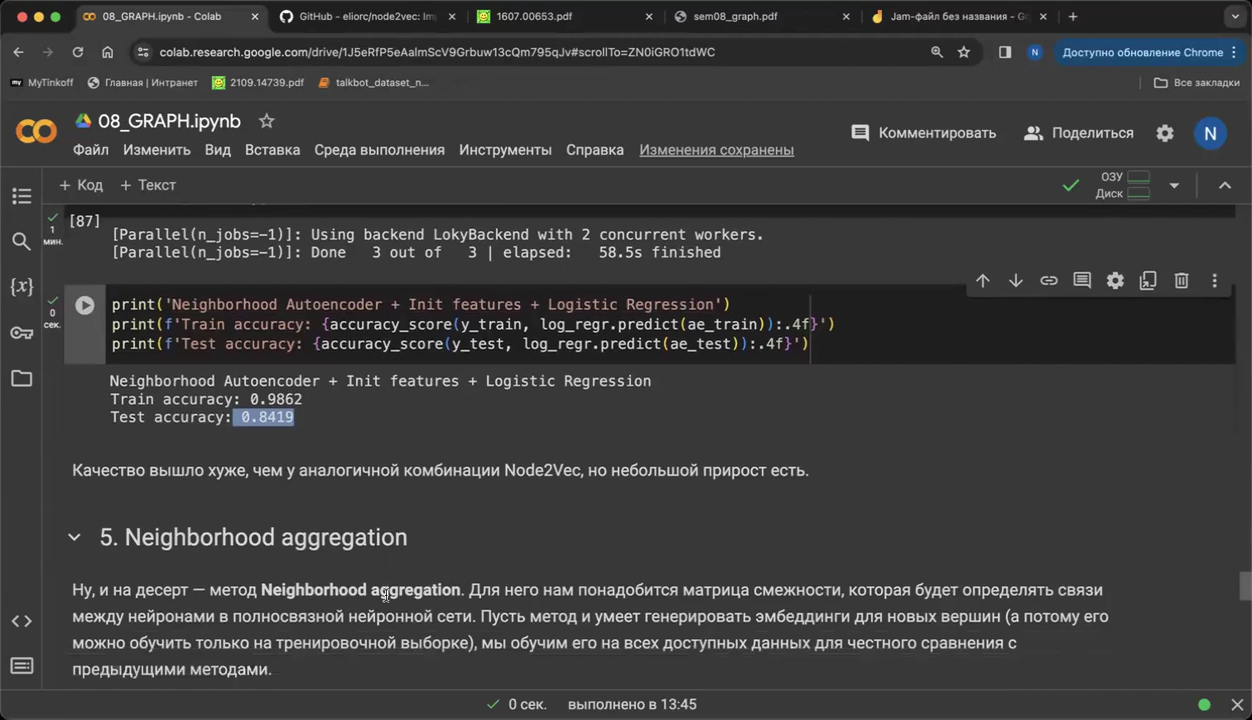 08_GRAPH.ipynb - Colab
GitHub - eliorc/node2vec: Im
1607.00653.pdf
sem08_graph.pdf
Jam-файл без названия - G
colab.research.google.com/drive/1J5eRfP5eAalmScV9Grbuw13cQm795qJv#scrollTo=ZN0iGRO1tdWC
N
Доступно обновление Chrome
my MyTinkoff
Главная | Интранет
2109.14739.pdf
talkbot_dataset_n...
Все закладки
08_GRAPH.ipynb
Комментировать
Поделиться
N
Файл Изменить Вид Вставка Среда выполнения Инструменты Справка Изменения сохранены
+ Код + Текст
ОЗУ
Диск
[87]
1
мин.
[Parallel(n_jobs=-1)]: Using backend LokyBackend with 2 concurrent workers.
[Parallel(n_jobs=-1)]: Done 3 out of 3 | elapsed: 58.5s finished
0
сек.
print('Neighborhood Autoencoder + Init features + Logistic Regression')
print(f'Train accuracy: {accuracy_score(y_train, log_regr.predict(ae_train)):.4f}')
print(f'Test accuracy: {accuracy_score(y_test, log_regr.predict(ae_test)):.4f}')
Neighborhood Autoencoder + Init features + Logistic Regression
Train accuracy: 0.9862
Test accuracy: 0.8419
Качество вышло хуже, чем у аналогичной комбинации Node2Vec, но небольшой прирост есть.
5. Neighborhood aggregation
Ну, и на десерт — метод Neighborhood aggregation. Для него нам понадобится матрица смежности, которая будет определять связи
между нейронами в полносвязной нейронной сети. Пусть метод и умеет генерировать эмбеддинги для новых вершин (а потому его
можно обучить только на тренировочной выборке), мы обучим его на всех доступных данных для честного сравнения с
предыдущими методами.
0 сек. выполнено в 13:45